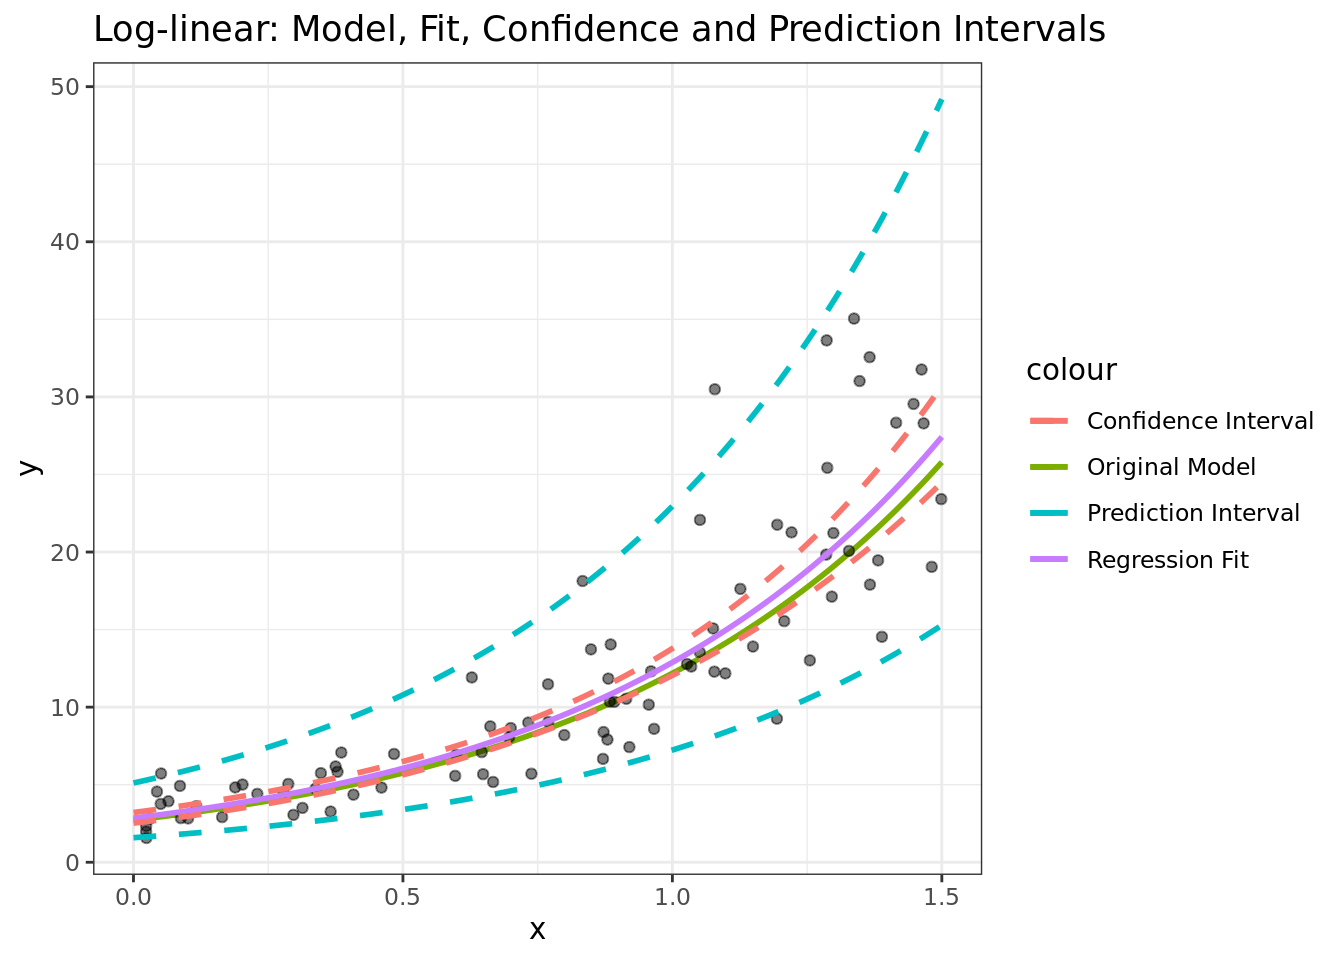 Log-linear: Model, Fit, Confidence and Prediction Intervals
50
40
30
20
10
0
y
0.0 0.5 1.0 1.5
x
colour
Confidence Interval
Original Model
Prediction Interval
Regression Fit